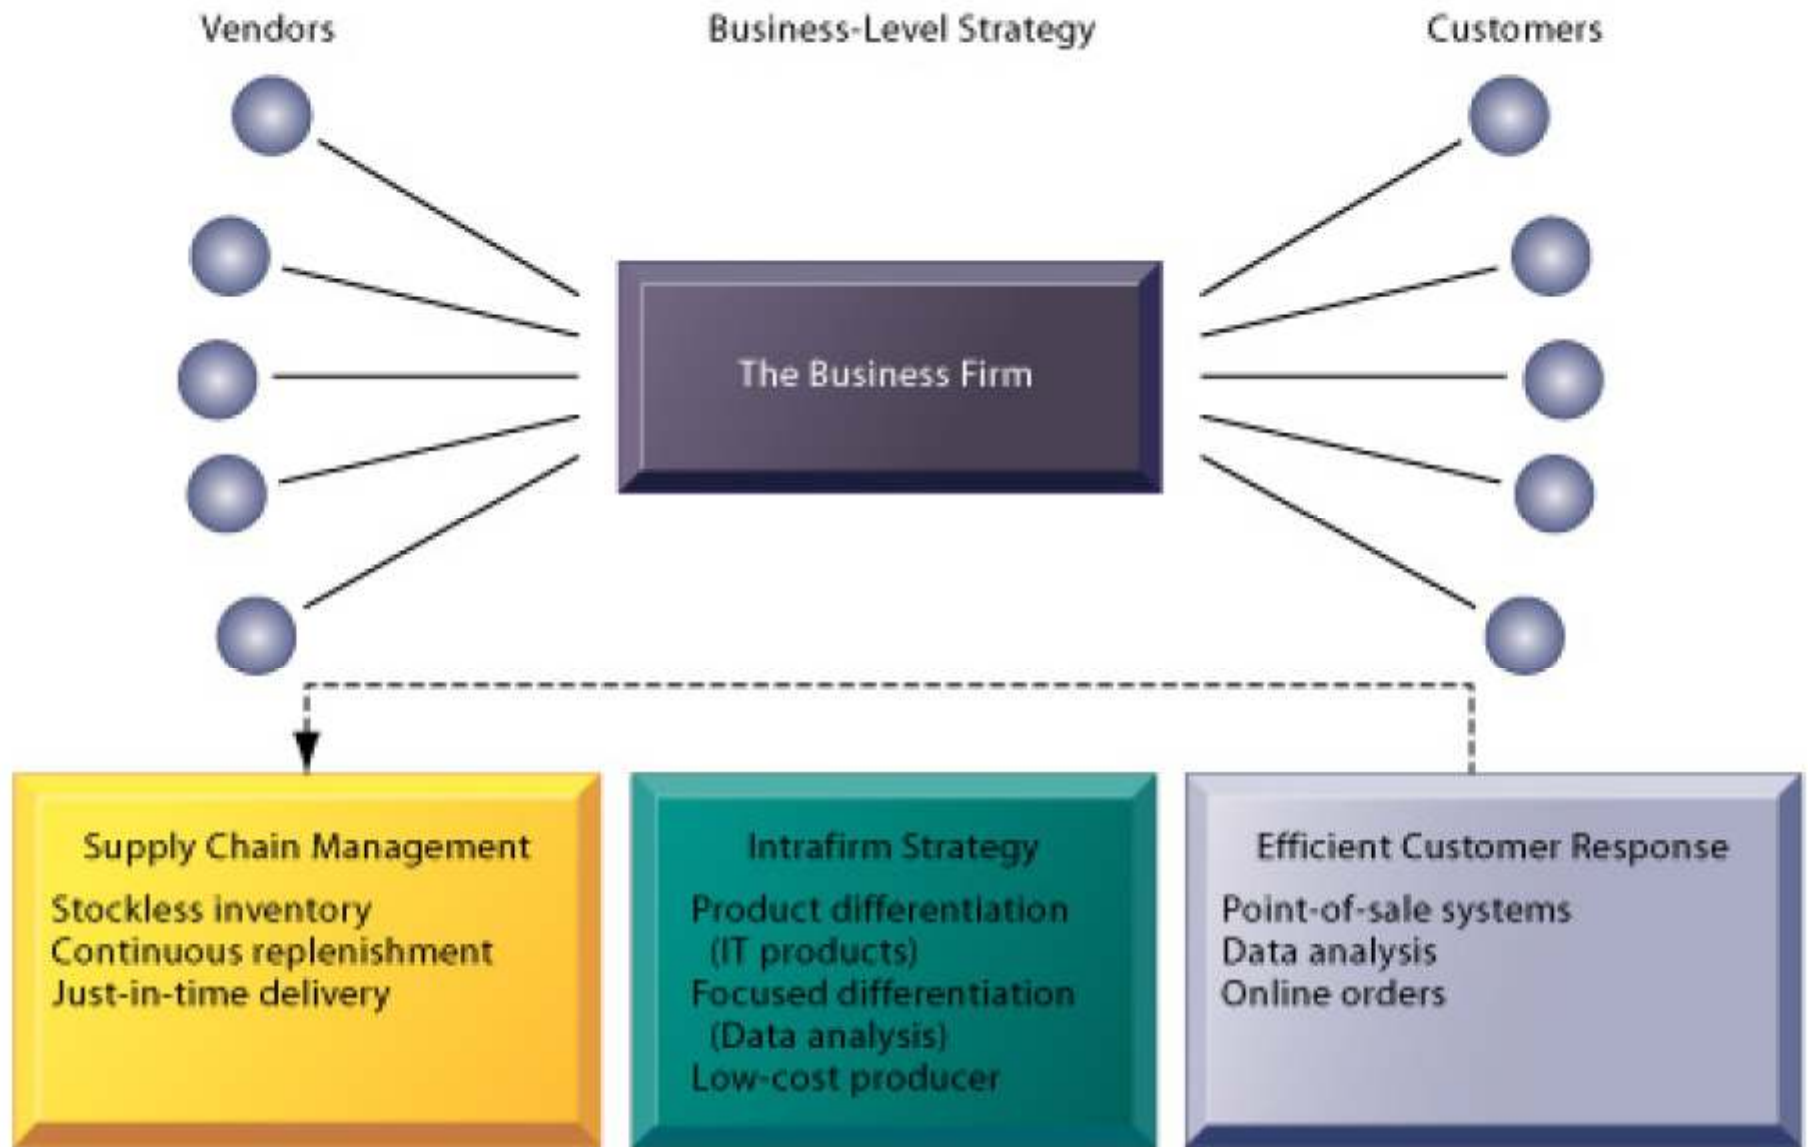 Vendors
Business-Level Strategy
Customers
The Business Firm
Supply Chain Management
Stockless inventory
Continuous replenishment
Just-in-time delivery
Intrafirm Strategy
Product differentiation
(IT products)
Focused differentiation
(Data analysis)
Low-cost producer
Efficient Customer Response
Point-of-sale systems
Data analysis
Online orders